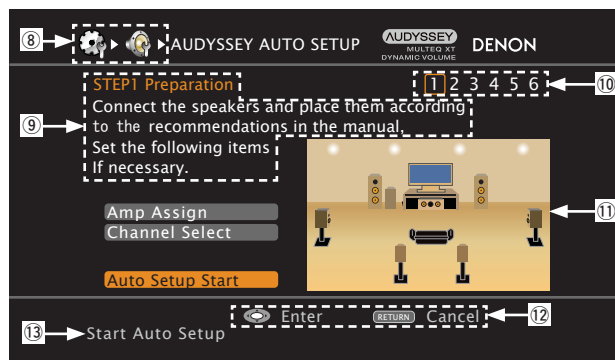 ⑧ AUDYSSEY AUTO SETUP AUDYSSEY MULTEQ XT DYNAMIC VOLUME DENON
STEP1 Preparation
1 2 3 4 5 6 ⑩
⑨ Connect the speakers and place them according
to the recommendations in the manual,
Set the following items
If necessary.
⑪
Amp Assign
Channel Select
Auto Setup Start
Enter RETURN Cancel ⑫
⑬ Start Auto Setup